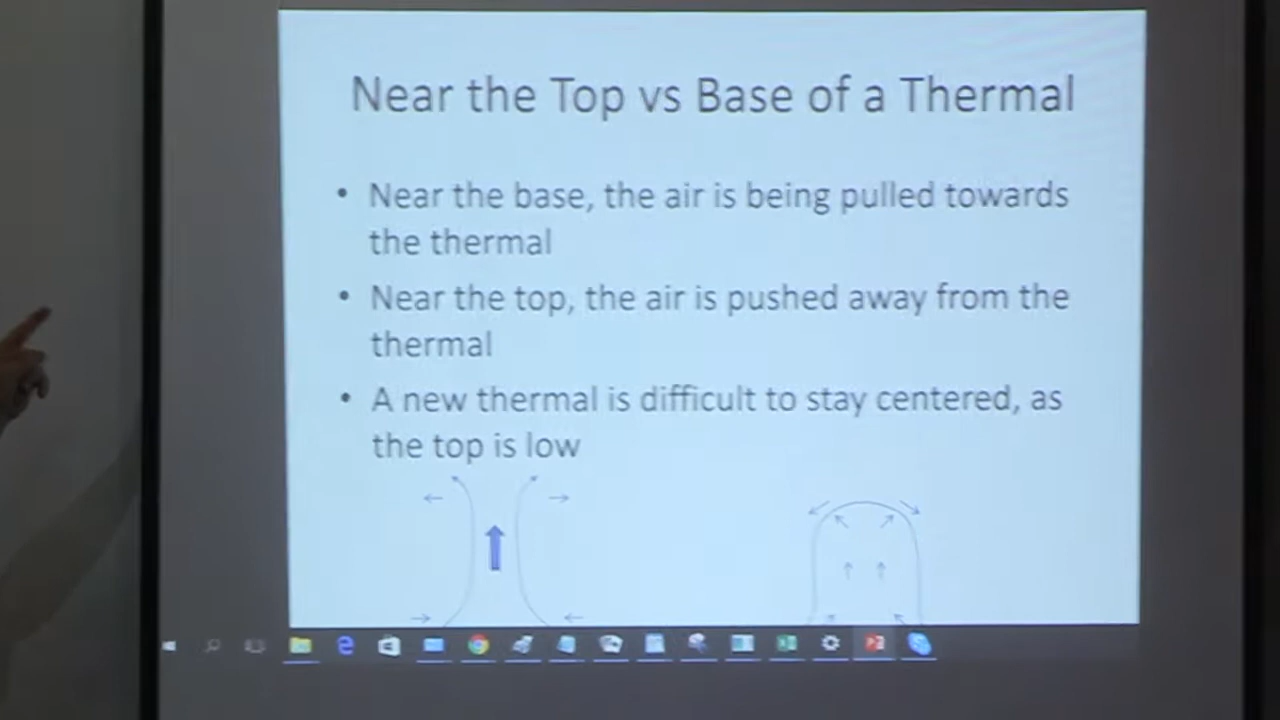 Near the Top vs Base of a Thermal
• Near the base, the air is being pulled towards
the thermal
• Near the top, the air is pushed away from the
thermal
• A new thermal is difficult to stay centered, as
the top is low